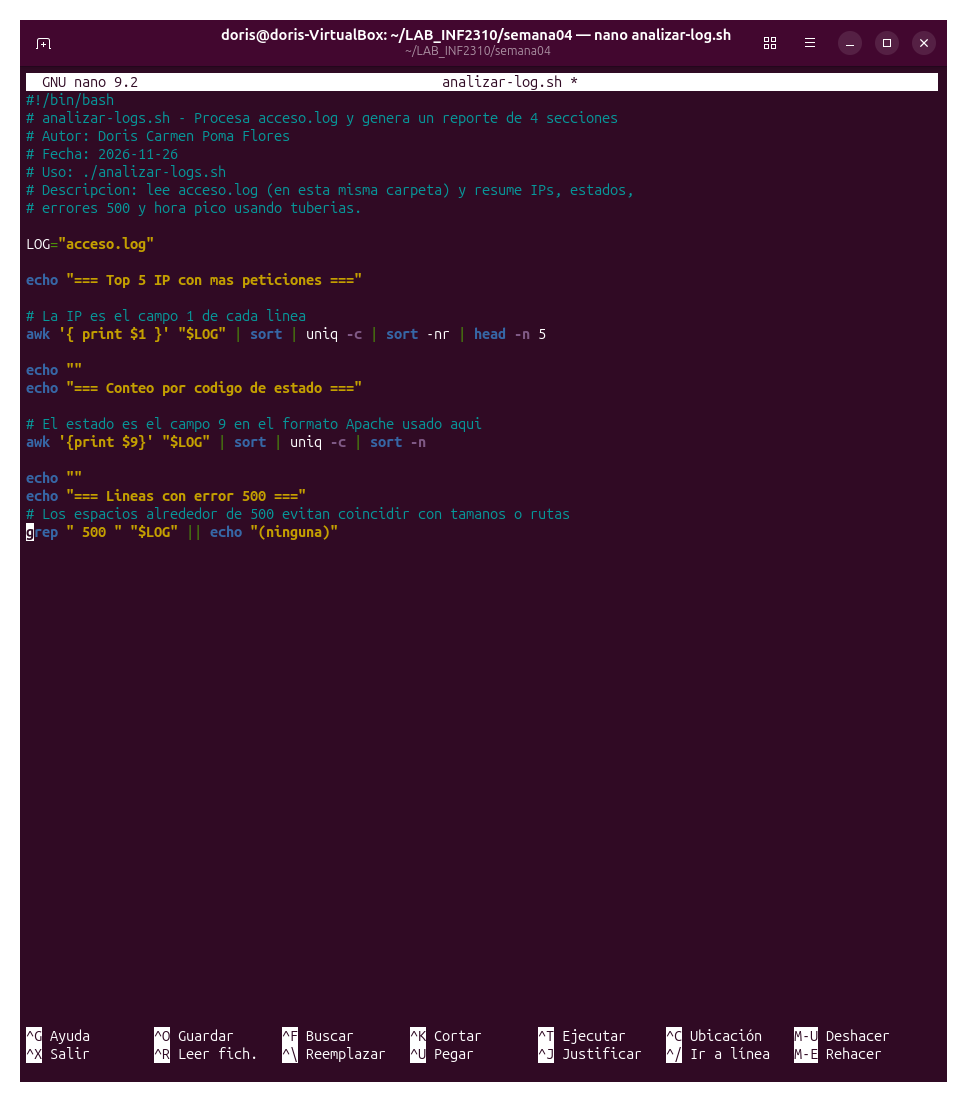 doris@doris-VirtualBox: ~/LAB_INF2310/semana04 — nano analizar-log.sh
~/LAB_INF2310/semana04
GNU nano 9.2 analizar-log.sh *
#!/bin/bash
# analizar-logs.sh - Procesa acceso.log y genera un reporte de 4 secciones
# Autor: Doris Carmen Poma Flores
# Fecha: 2026-11-26
# Uso: ./analizar-logs.sh
# Descripcion: lee acceso.log (en esta misma carpeta) y resume IPs, estados,
# errores 500 y hora pico usando tuberias.
LOG="acceso.log"
echo "=== Top 5 IP con mas peticiones ==="
# La IP es el campo 1 de cada linea
awk '{ print $1 }' "$LOG" | sort | uniq -c | sort -nr | head -n 5
echo ""
echo "=== Conteo por codigo de estado ==="
# El estado es el campo 9 en el formato Apache usado aqui
awk '{print $9}' "$LOG" | sort | uniq -c | sort -n
echo ""
echo "=== Lineas con error 500 ==="
# Los espacios alrededor de 500 evitan coincidir con tamanos o rutas
grep " 500 " "$LOG" || echo "(ninguna)"
^G Ayuda ^O Guardar ^F Buscar ^K Cortar ^T Ejecutar ^C Ubicación M-U Deshacer
^X Salir ^R Leer fich. ^\ Reemplazar ^U Pegar ^J Justificar ^/ Ir a línea M-E Rehacer